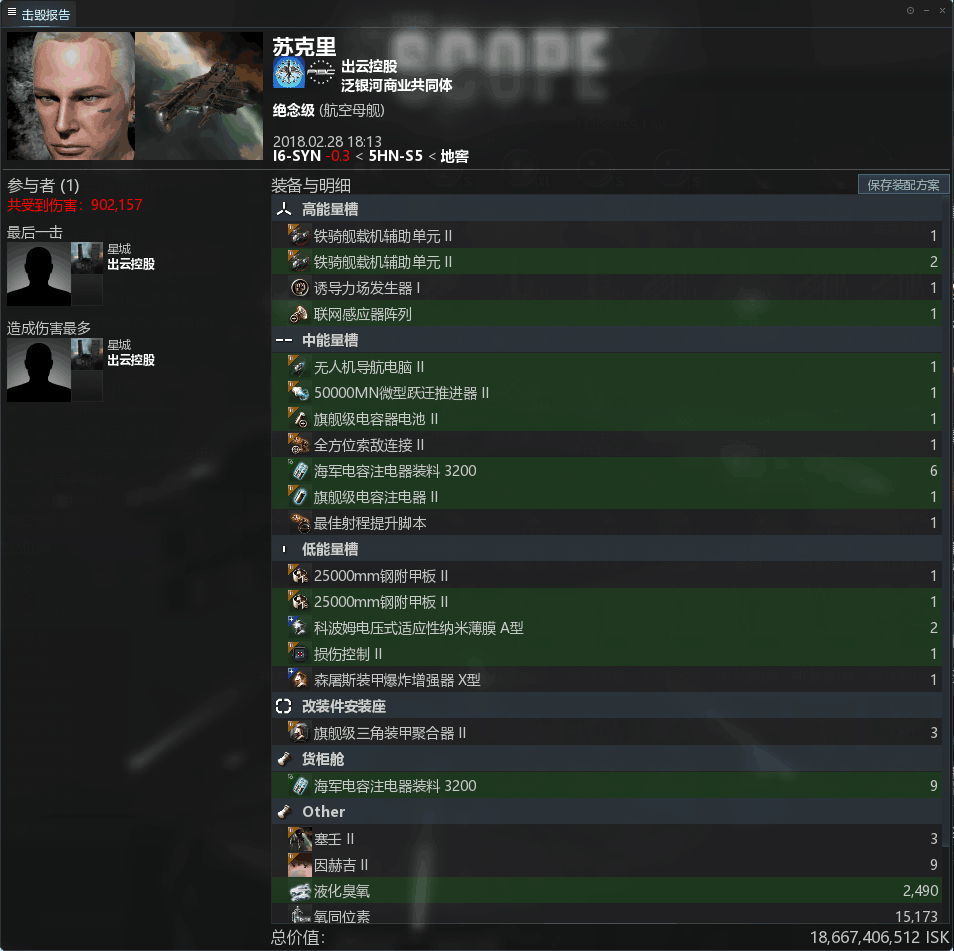 击毁报告
SCOPE
苏克里
出云控股
泛银河商业共同体
绝念级 (航空母舰)
2018.02.28 18:13
I6-SYN -0.3 < 5HN-S5 < 地窖
参与者 (1)
共受到伤害: 902,157
最后一击
星城
出云控股
造成伤害最多
星城
出云控股
装备与明细
保存装配方案
高能量槽
铁骑舰载机辅助单元 II 1
铁骑舰载机辅助单元 II 2
诱导力场发生器 I 1
联网感应器阵列 1
中能量槽
无人机导航电脑 II 1
50000MN微型跃迁推进器 II 1
旗舰级电容器电池 II 1
全方位索敌连接 II 1
海军电容注电器装料 3200 6
旗舰级电容注电器 II 1
最佳射程提升脚本 1
低能量槽
25000mm钢附甲板 II 1
25000mm钢附甲板 II 1
科波姆电压式适应性纳米薄膜 A型 2
损伤控制 II 1
森屠斯装甲爆炸增强器 X型 1
改装件安装座
旗舰级三角装甲聚合器 II 3
货柜舱
海军电容注电器装料 3200 9
Other
塞壬 II 3
因赫吉 II 9
液化臭氧 2,490
氧同位素 15,173
总价值: 18,667,406,512 ISK